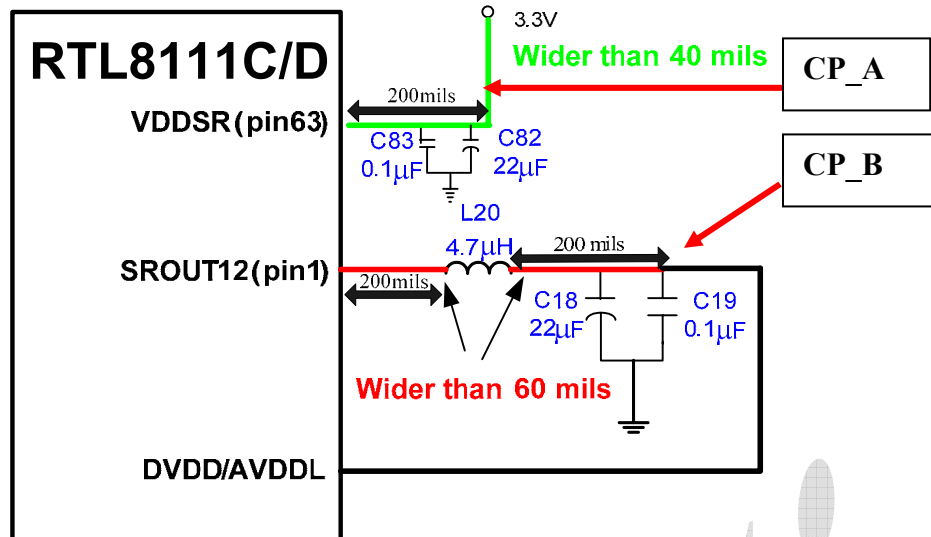 3.3V
RTL8111C/D
Wider than 40 mils
CP_A
200mils
VDDSR(pin63)
C83
0.1μF
C82
22μF
CP_B
L20
4.7μH
200 mils
SROUT12(pin1)
200mils
C18
22μF
C19
0.1μF
Wider than 60 mils
DVDD/AVDDL